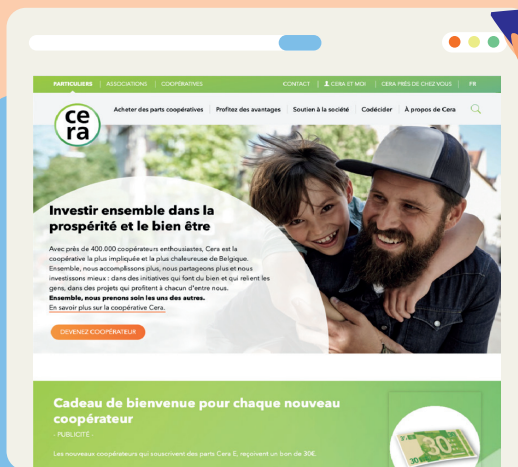 PARTICULIERS | ASSOCIATIONS | COOPÉRATIVES CONTACT | CERA ET MOI | CERA PRÈS DE CHEZ VOUS | FR
ce
ra
Acheter des parts coopératives Profitez des avantages Soutien à la société Codécider À propos de Cera
Investir ensemble dans la
prospérité et le bien être
Avec près de 400.000 coopérateurs enthousiastes, Cera est la
coopérative la plus impliquée et la plus chaleureuse de Belgique.
Ensemble, nous accomplissons plus, nous partageons plus et nous
investissons mieux : dans des initiatives qui font du bien et qui relient les
gens, dans des projets qui profitent à chacun d'entre nous.
Ensemble, nous prenons soin les uns des autres.
En savoir plus sur la coopérative Cera.
DEVENEZ COOPÉRATEUR
Cadeau de bienvenue pour chaque nouveau
coopérateur
- PUBLICITÉ -
Les nouveaux coopérateurs qui souscrivent des parts Cera E, reçoivent un bon de 30€.
30€